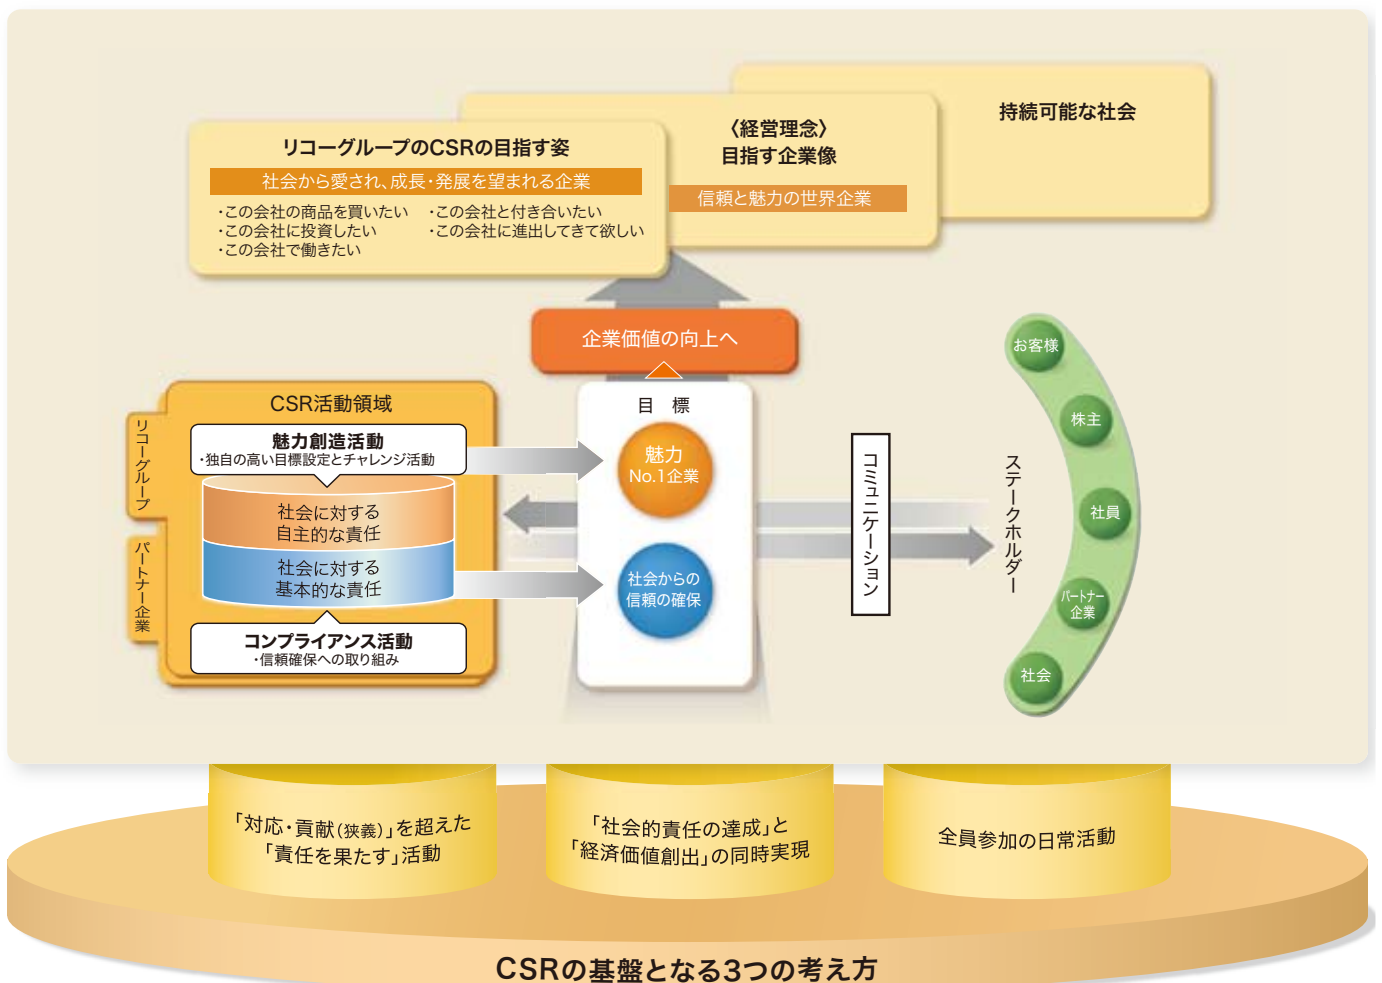 持続可能な社会
〈経営理念〉
目指す企業像
信頼と魅力の世界企業
リコーグループのCSRの目指す姿
社会から愛され、成長・発展を望まれる企業
・この会社の商品を買いたい ・この会社と付き合いたい
・この会社に投資したい ・この会社に進出してきて欲しい
・この会社で働きたい
企業価値の向上へ
リコーグループ
パートナー企業
CSR活動領域
魅力創造活動
・独自の高い目標設定とチャレンジ活動
社会に対する
自主的な責任
社会に対する
基本的な責任
コンプライアンス活動
・信頼確保への取り組み
目 標
魅力
No.1企業
社会からの
信頼の確保
コミュニケーション
ステークホルダー
お客様
株主
社員
パートナー
企業
社会
「対応・貢献(狭義)」を超えた
「責任を果たす」活動
「社会的責任の達成」と
「経済価値創出」の同時実現
全員参加の日常活動
CSRの基盤となる3つの考え方